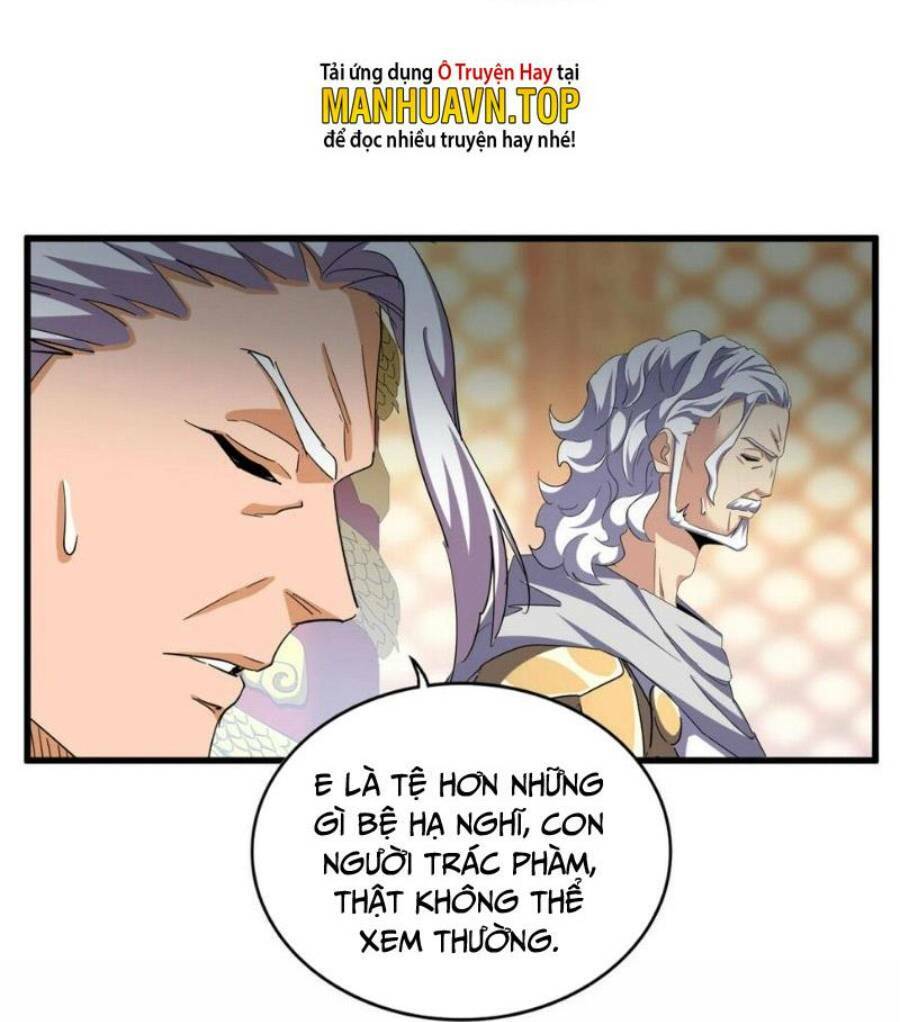 Tải ứng dụng Ô Truyện Hay tại
MANHUAVN.TOP
để đọc nhiều truyện hay nhé!
E LÀ TỆ HƠN NHỮNG
GÌ BỆ HẠ NGHĨ, CON
NGƯỜI TRÁC PHÀM,
THẬT KHÔNG THỂ
XEM THƯỜNG.